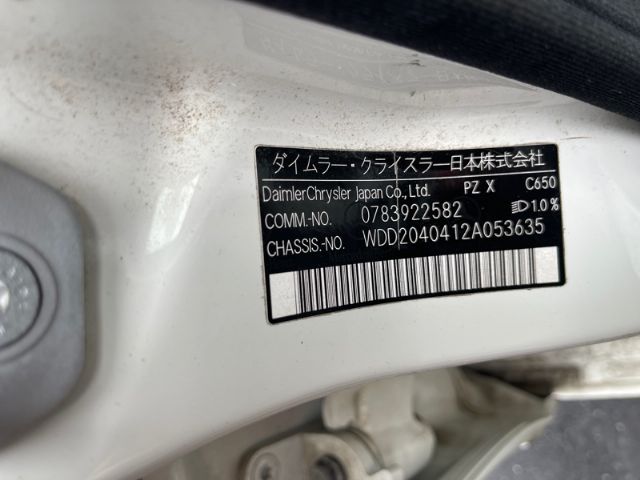 ダイムラー・クライスラー日本株式会社
DaimlerChrysler Japan Co., Ltd. PZ X C650
COMM.-NO. 0783922582 1.0%
CHASSIS.-NO. WDD2040412A053635